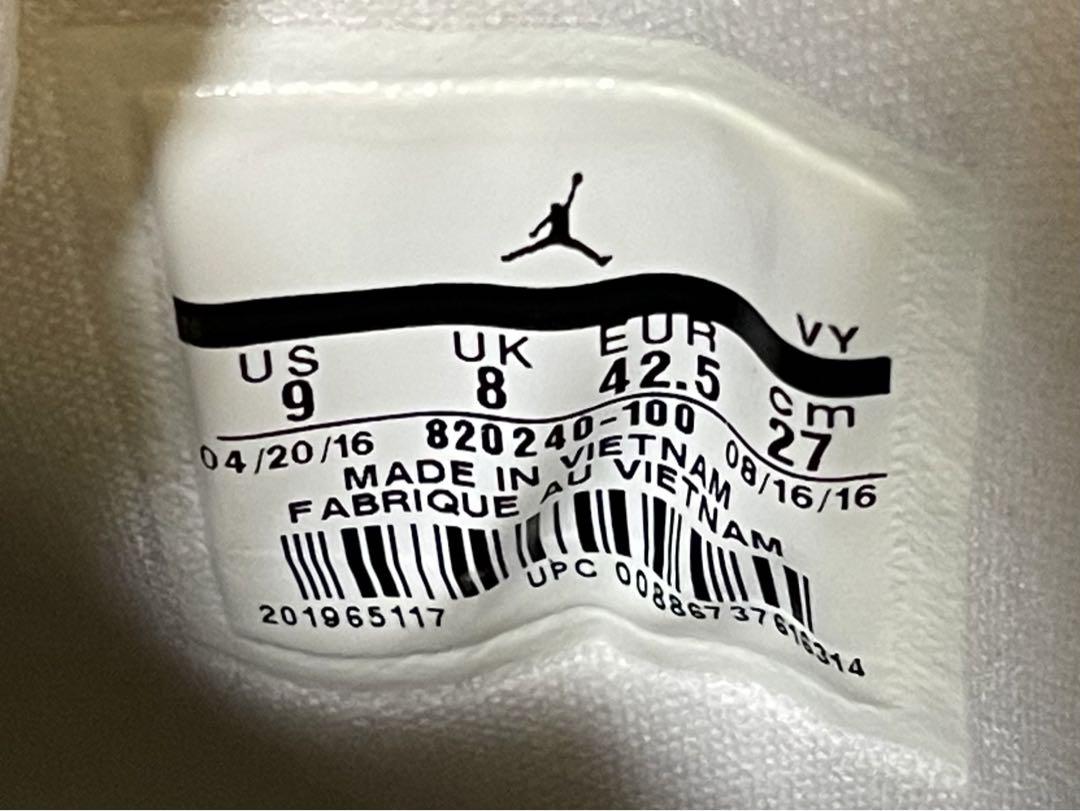 VY
US UK EUR cm
9 8 42.5 27
04/20/16 820240-100 08/16/16
MADE IN VIETNAM
FABRIQUE AU VIETNAM
201965117 UPC 00886737616314